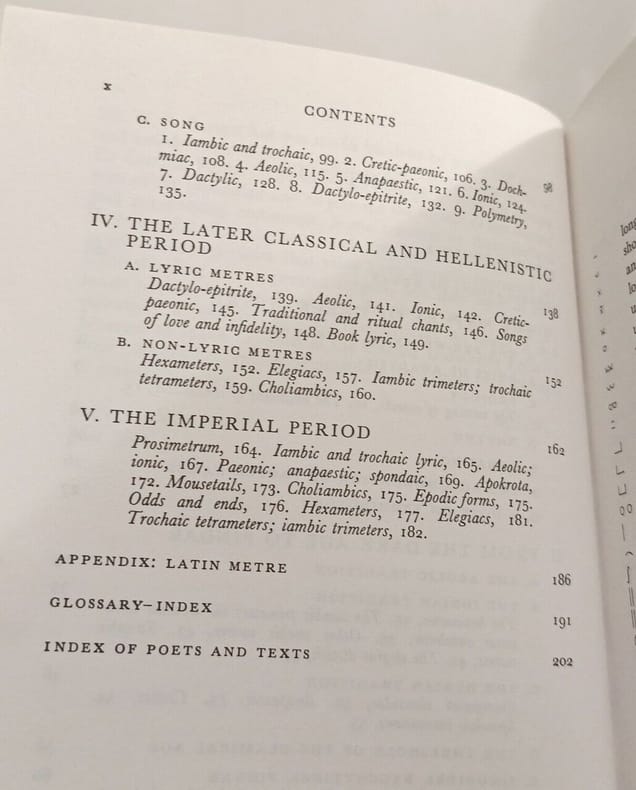 x
CONTENTS
C. SONG 98
1. Iambic and trochaic, 99. 2. Cretic-paeonic, 106. 3. Doch-
miac, 108. 4. Aeolic, 115. 5. Anapaestic, 121. 6. Ionic, 124.
7. Dactylic, 128. 8. Dactylo-epitrite, 132. 9. Polymetry,
135.
IV. THE LATER CLASSICAL AND HELLENISTIC
PERIOD
A. LYRIC METRES 138
Dactylo-epitrite, 139. Aeolic, 141. Ionic, 142. Cretic-
paeonic, 145. Traditional and ritual chants, 146. Songs
of love and infidelity, 148. Book lyric, 149.
B. NON-LYRIC METRES 152
Hexameters, 152. Elegiacs, 157. Iambic trimeters; trochaic
tetrameters, 159. Choliambics, 160.
V. THE IMPERIAL PERIOD 162
Prosimetrum, 164. Iambic and trochaic lyric, 165. Aeolic;
ionic, 167. Paeonic; anapaestic; spondaic, 169. Apokrota,
172. Mousetails, 173. Choliambics, 175. Epodic forms, 175.
Odds and ends, 176. Hexameters, 177. Elegiacs, 181.
Trochaic tetrameters; iambic trimeters, 182.
APPENDIX: LATIN METRE 186
GLOSSARY–INDEX 191
INDEX OF POETS AND TEXTS 202